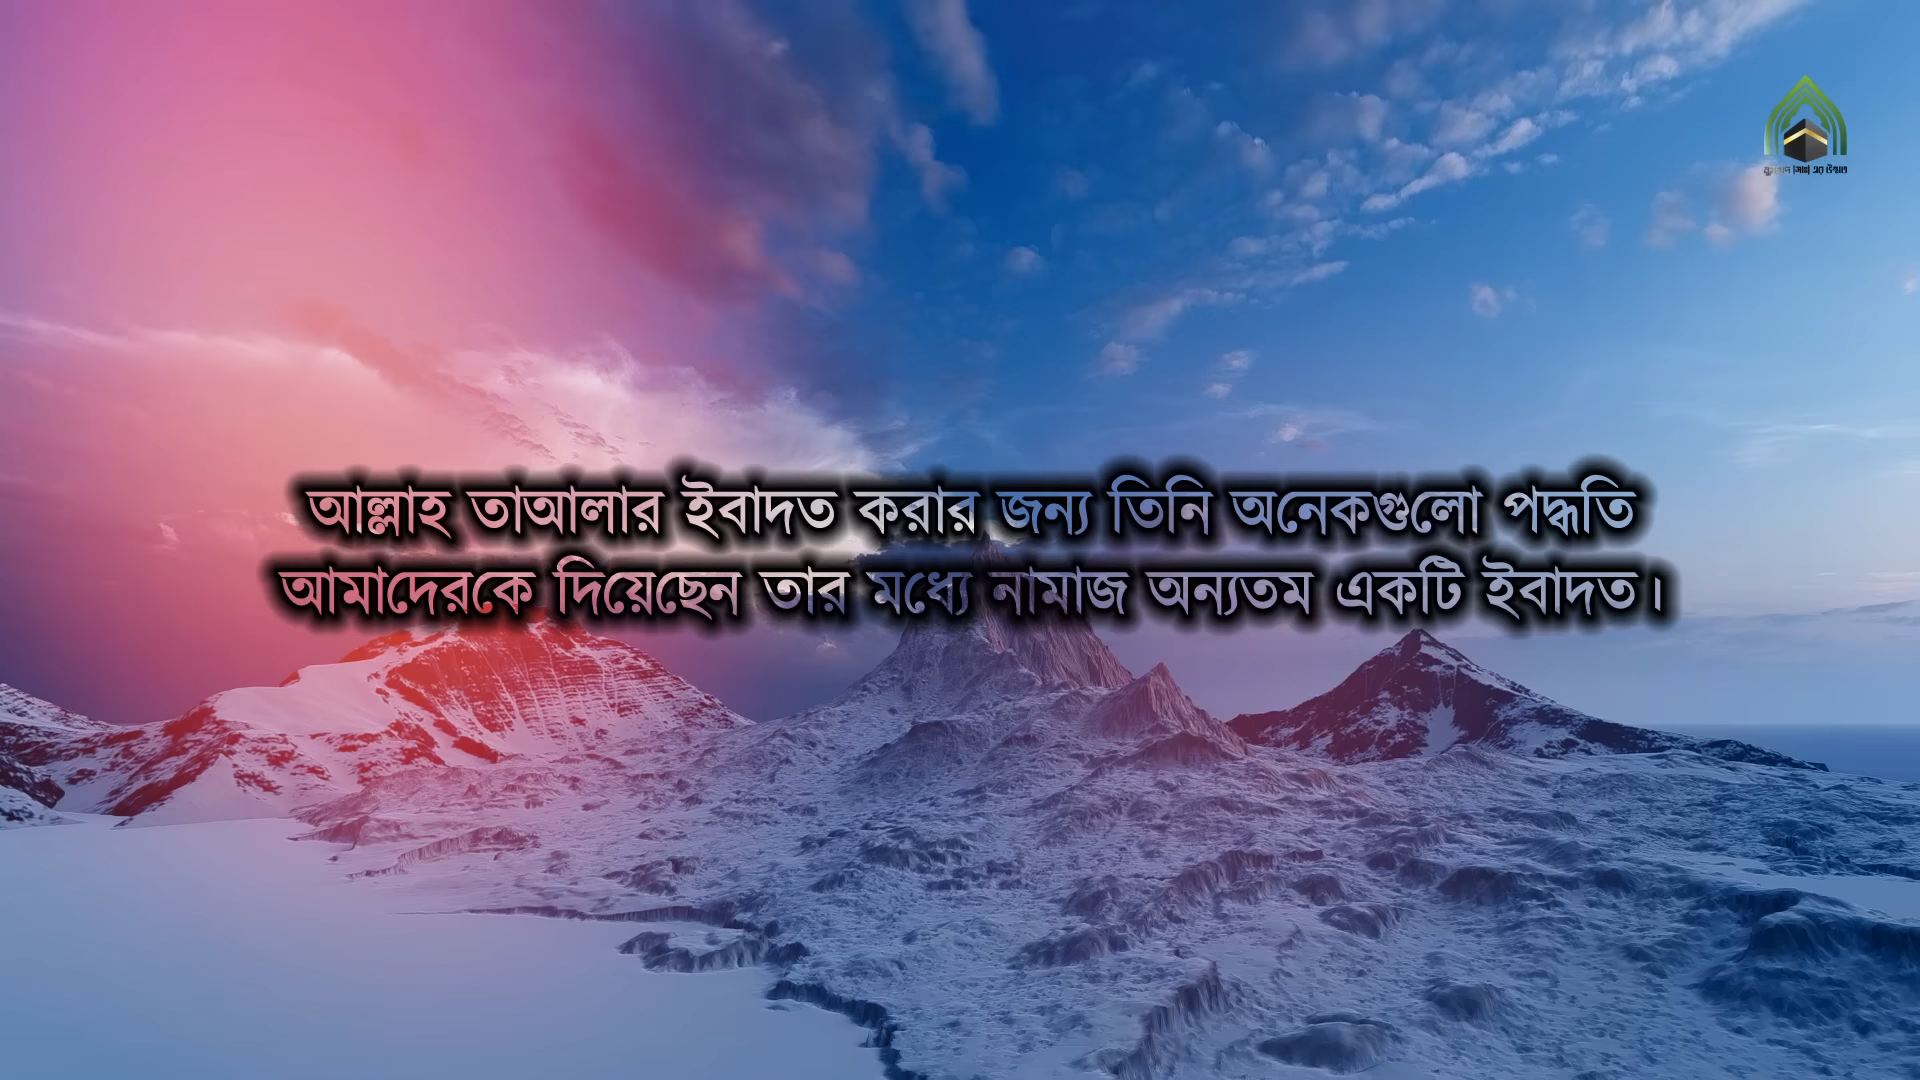 আল্লাহ তাআলার ইবাদত করার জন্য তিনি অনেকগুলো পদ্ধতি
আমাদেরকে দিয়েছেন তার মধ্যে নামাজ অন্যতম একটি ইবাদত।